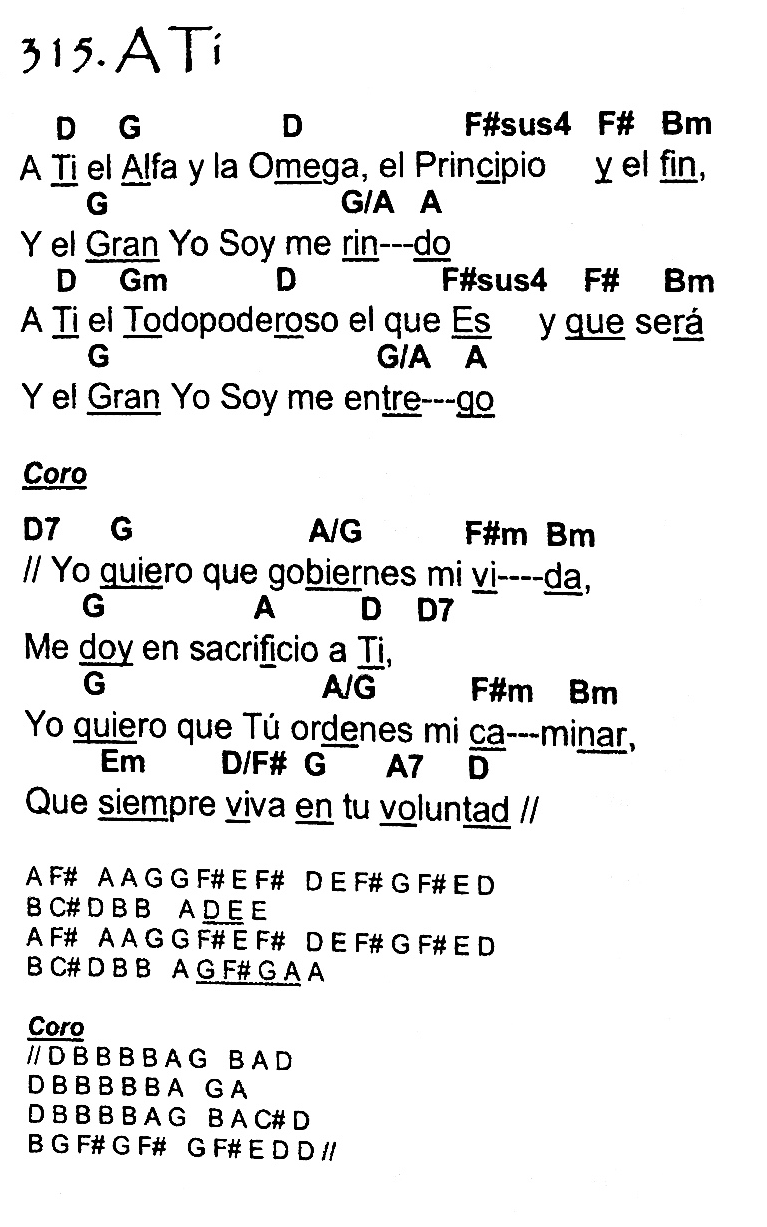 315. A Ti
D G D F#sus4 F# Bm
A Ti el Alfa y la Omega, el Principio y el fin,
G G/A A
Y el Gran Yo Soy me rin---do
D Gm D F#sus4 F# Bm
A Ti el Todopoderoso el que Es y que será
G G/A A
Y el Gran Yo Soy me entre---go
Coro
D7 G A/G F#m Bm
// Yo quiero que gobiernes mi vi----da,
G A D D7
Me doy en sacrificio a Ti,
G A/G F#m Bm
Yo quiero que Tú ordenes mi ca---minar,
Em D/F# G A7 D
Que siempre viva en tu voluntad //
A F# A A G G F# E F# D E F# G F# E D
B C# D B B A D E E
A F# A A G G F# E F# D E F# G F# E D
B C# D B B A G F# G A A
Coro
// D B B B B A G B A D
D B B B B B A G A
D B B B B A G B A C# D
B G F# G F# G F# E D D //